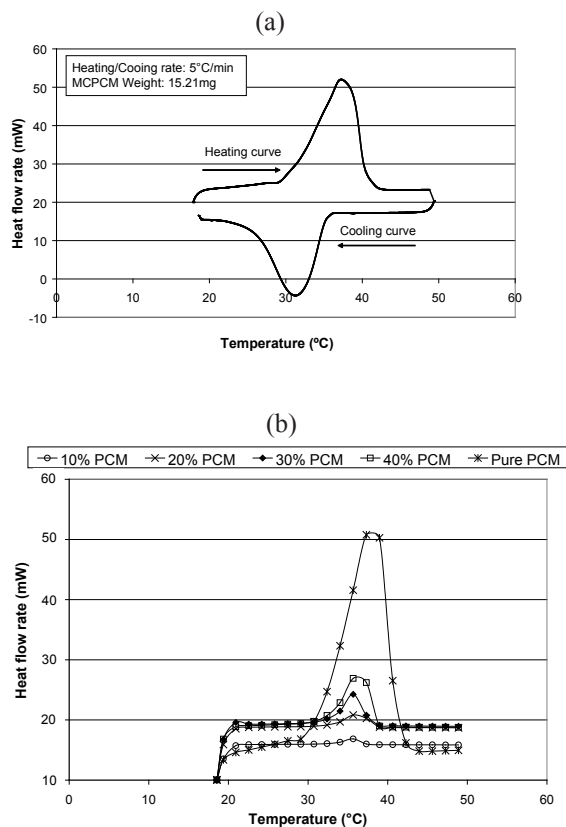 (a)
60
Heating/Cooing rate: 5°C/min
MCPCM Weight: 15.21mg
50
40
30
20
10
0
-10
Heating curve
Cooling curve
Heat flow rate (mW)
0 10 20 30 40 50 60
Temperature (ºC)
(b)
10% PCM 20% PCM 30% PCM 40% PCM Pure PCM
60
50
40
30
20
10
Heat flow rate (mW)
0 10 20 30 40 50 60
Temperature (°C)